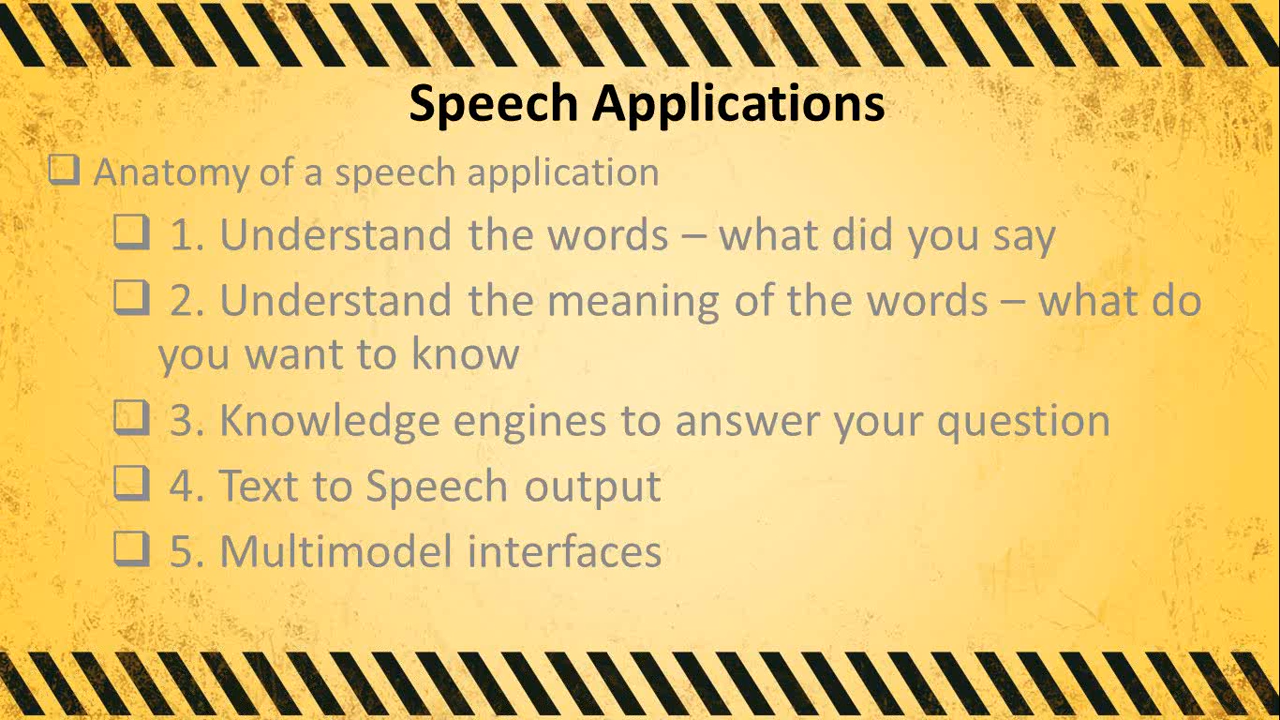 Speech Applications
❑ Anatomy of a speech application
❑ 1. Understand the words – what did you say
❑ 2. Understand the meaning of the words – what do
you want to know
❑ 3. Knowledge engines to answer your question
❑ 4. Text to Speech output
❑ 5. Multimodel interfaces